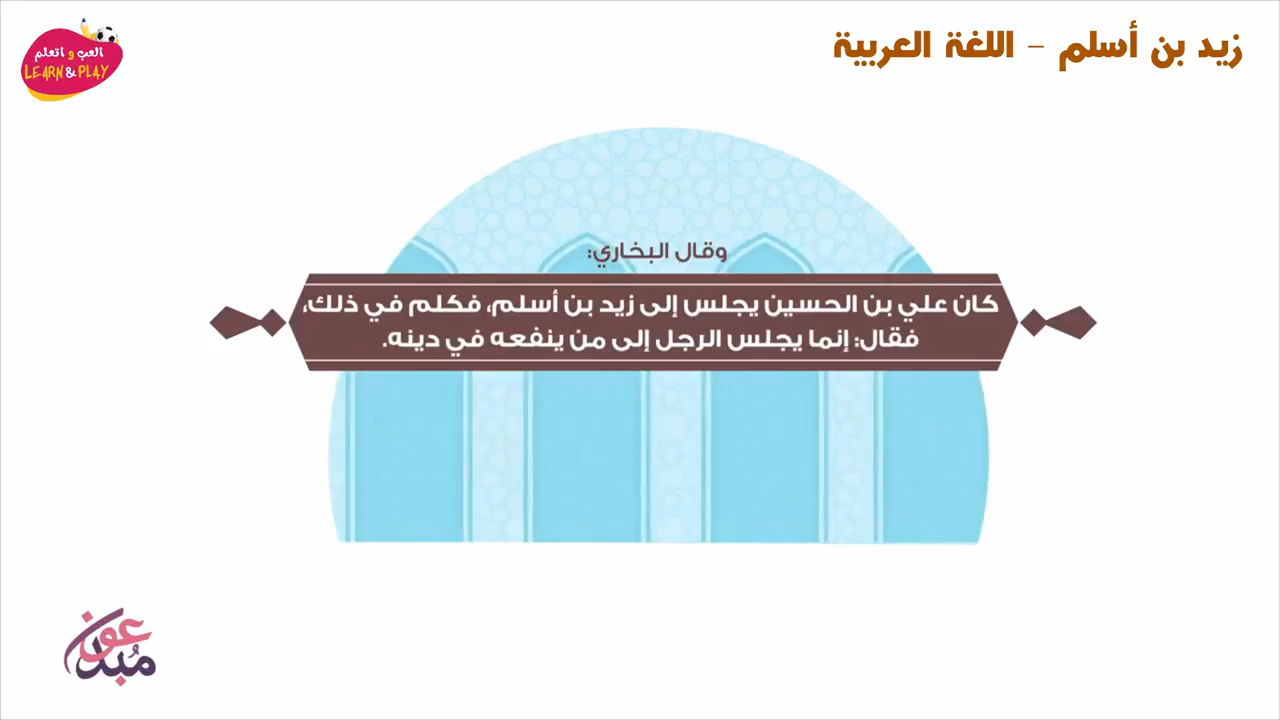 العب و اتعلم
LEARN & PLAY
زيد بن أسلم - اللغة العربية
وقال البخاري:
كان علي بن الحسين يجلس إلى زيد بن أسلم، فكلم في ذلك،
فقال: إنما يجلس الرجل إلى من ينفعه في دينه.
مُبدعون